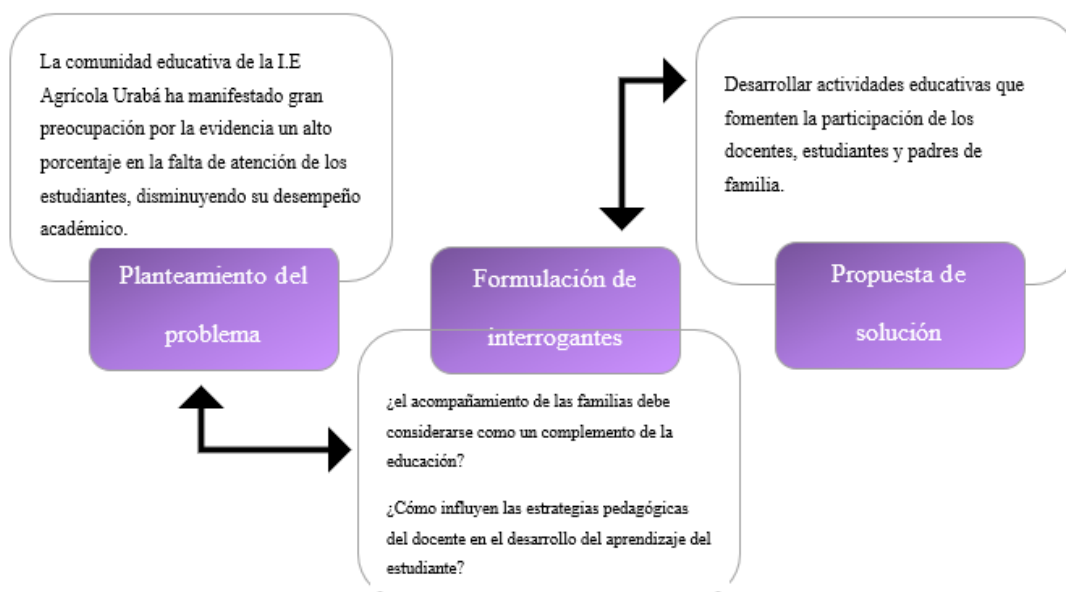 La comunidad educativa de la I.E
Agrícola Urabá ha manifestado gran
preocupación por la evidencia un alto
porcentaje en la falta de atención de los
estudiantes, disminuyendo su desempeño
académico.
Planteamiento del
problema
Formulación de
interrogantes
¿el acompañamiento de las familias debe
considerarse como un complemento de la
educación?
¿Cómo influyen las estrategias pedagógicas
del docente en el desarrollo del aprendizaje del
estudiante?
Desarrollar actividades educativas que
fomenten la participación de los
docentes, estudiantes y padres de
familia.
Propuesta de
solución